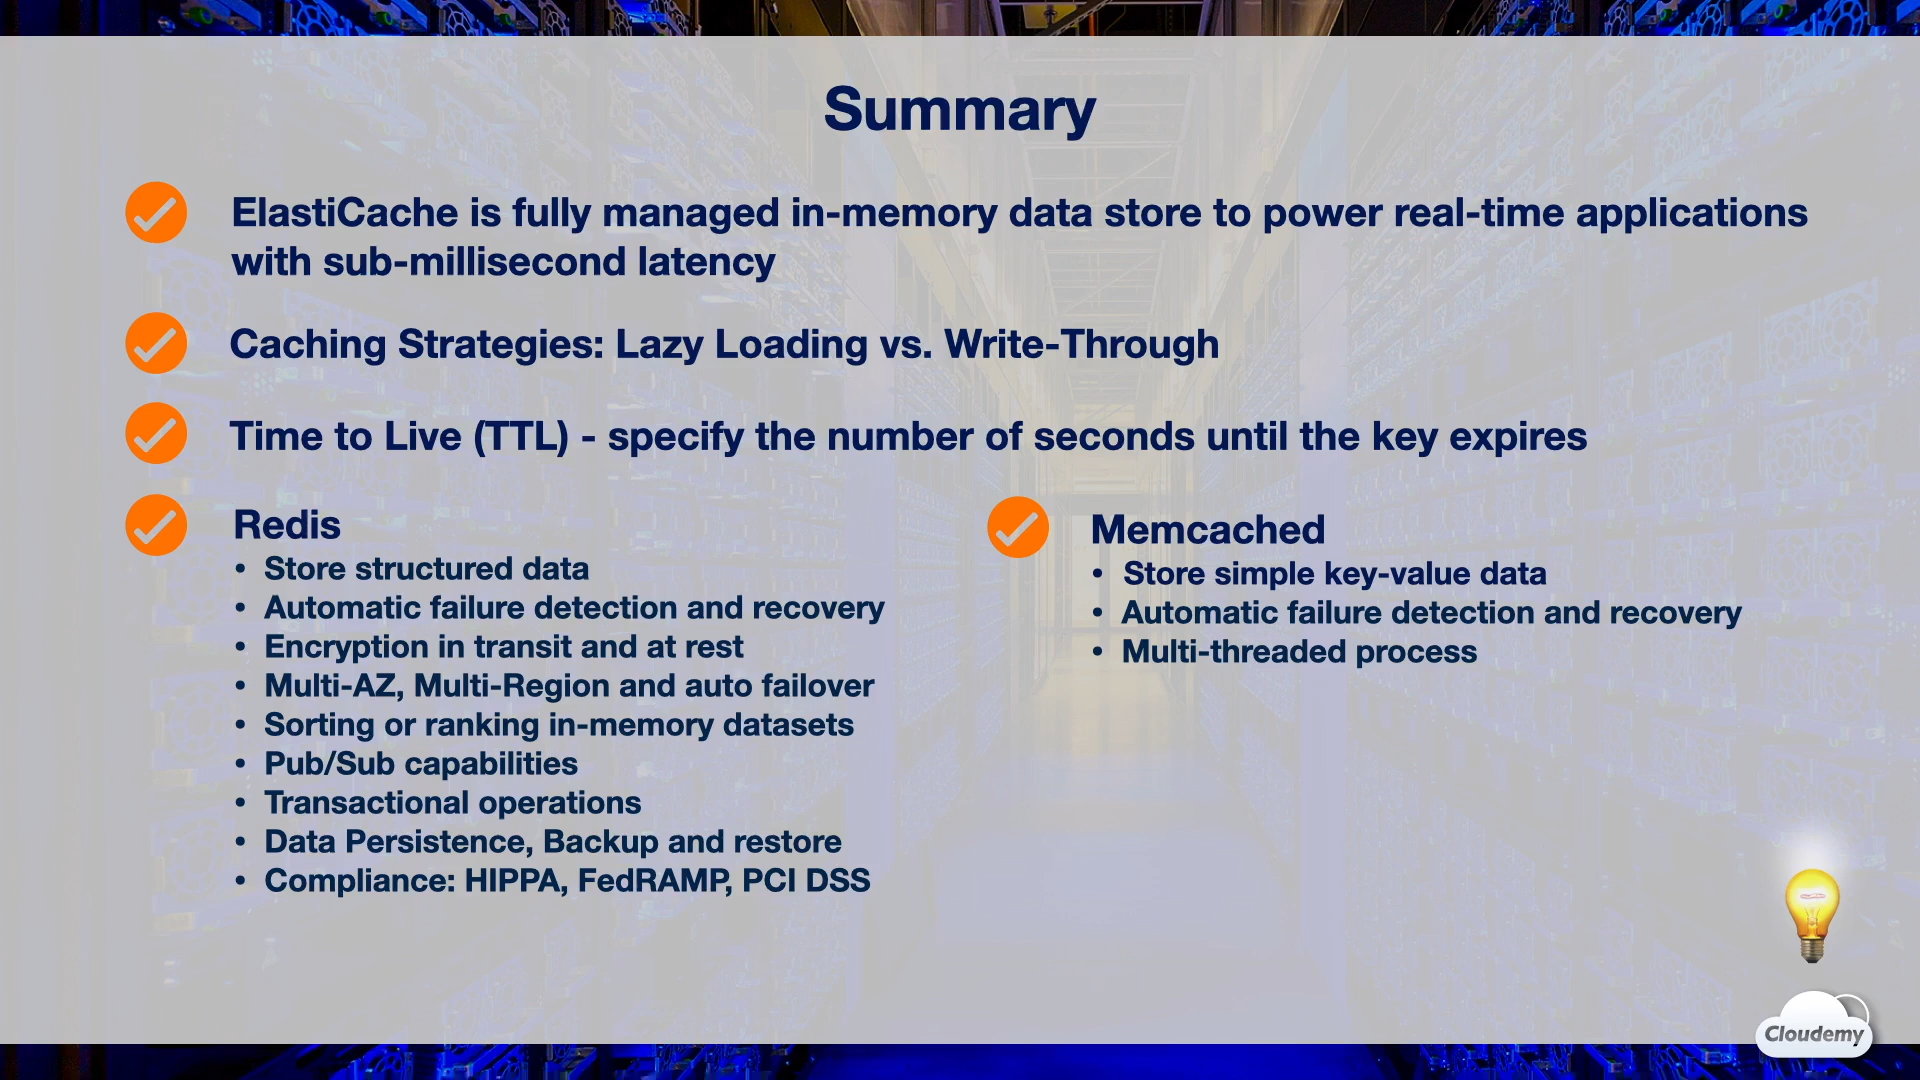 Summary
ElastiCache is fully managed in-memory data store to power real-time applications
with sub-millisecond latency
Caching Strategies: Lazy Loading vs. Write-Through
Time to Live (TTL) - specify the number of seconds until the key expires
Redis
• Store structured data
• Automatic failure detection and recovery
• Encryption in transit and at rest
• Multi-AZ, Multi-Region and auto failover
• Sorting or ranking in-memory datasets
• Pub/Sub capabilities
• Transactional operations
• Data Persistence, Backup and restore
• Compliance: HIPPA, FedRAMP, PCI DSS
Memcached
• Store simple key-value data
• Automatic failure detection and recovery
• Multi-threaded process
Cloudemy